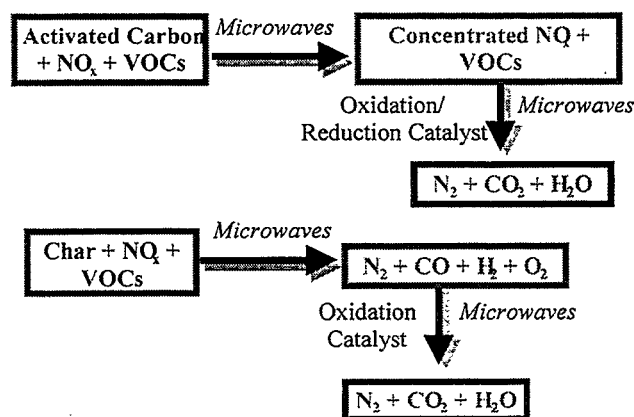 Activated Carbon
+ NOₓ + VOCs
Microwaves
Concentrated NOₓ +
VOCs
Oxidation/
Reduction Catalyst
Microwaves
N₂ + CO₂ + H₂O
Char + NOₓ +
VOCs
Microwaves
N₂ + CO + H₂ + O₂
Oxidation
Catalyst
Microwaves
N₂ + CO₂ + H₂O